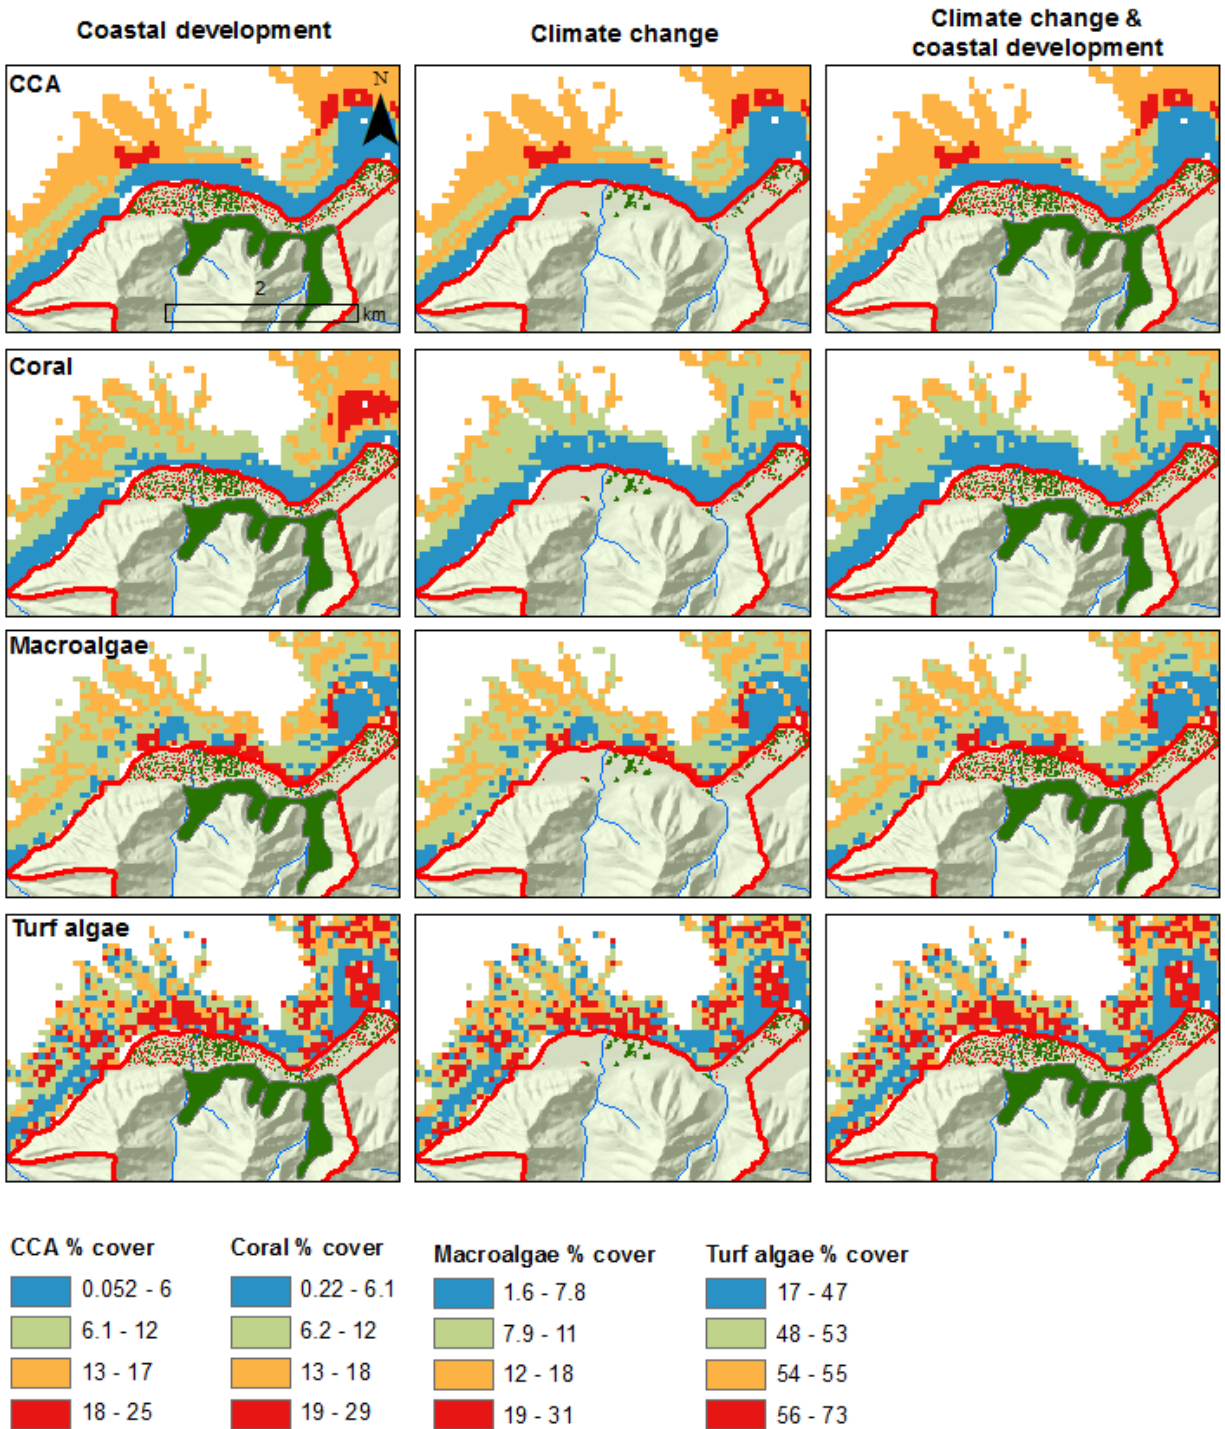 Coastal development
Climate change
Climate change &
coastal development
CCA
N
2
km
Coral
Macroalgae
Turf algae
CCA % cover
0.052 - 6
6.1 - 12
13 - 17
18 - 25
Coral % cover
0.22 - 6.1
6.2 - 12
13 - 18
19 - 29
Macroalgae % cover
1.6 - 7.8
7.9 - 11
12 - 18
19 - 31
Turf algae % cover
17 - 47
48 - 53
54 - 55
56 - 73